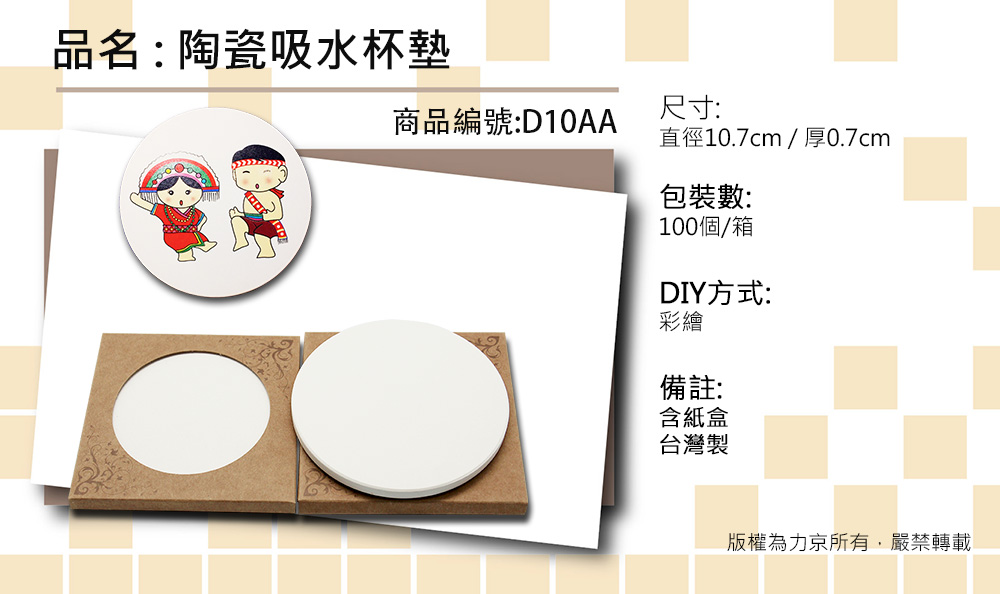 品名 : 陶瓷吸水杯墊
商品編號:D10AA
尺寸:
直徑10.7cm / 厚0.7cm
包裝數:
100個/箱
DIY方式:
彩繪
備註:
含紙盒
台灣製
版權為力京所有，嚴禁轉載